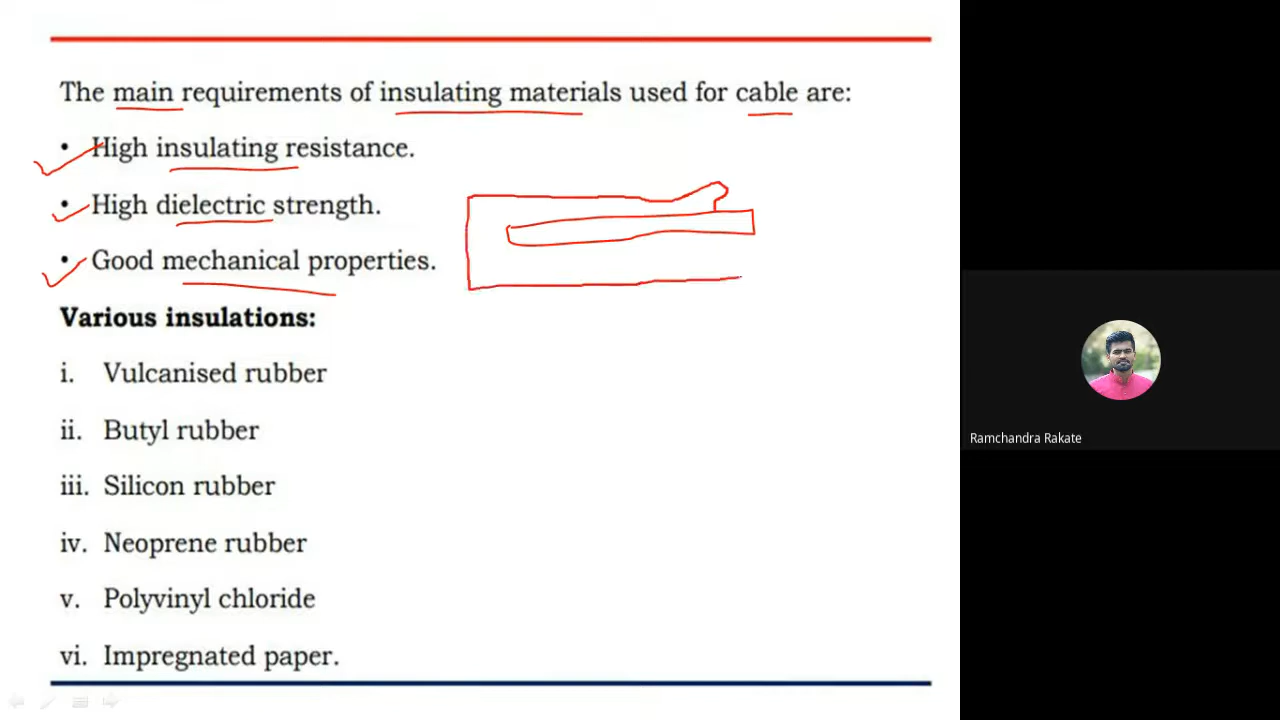 The main requirements of insulating materials used for cable are:
• High insulating resistance.
• High dielectric strength.
• Good mechanical properties.
Various insulations:
i. Vulcanised rubber
ii. Butyl rubber
iii. Silicon rubber
iv. Neoprene rubber
v. Polyvinyl chloride
vi. Impregnated paper.
Ramchandra Rakate